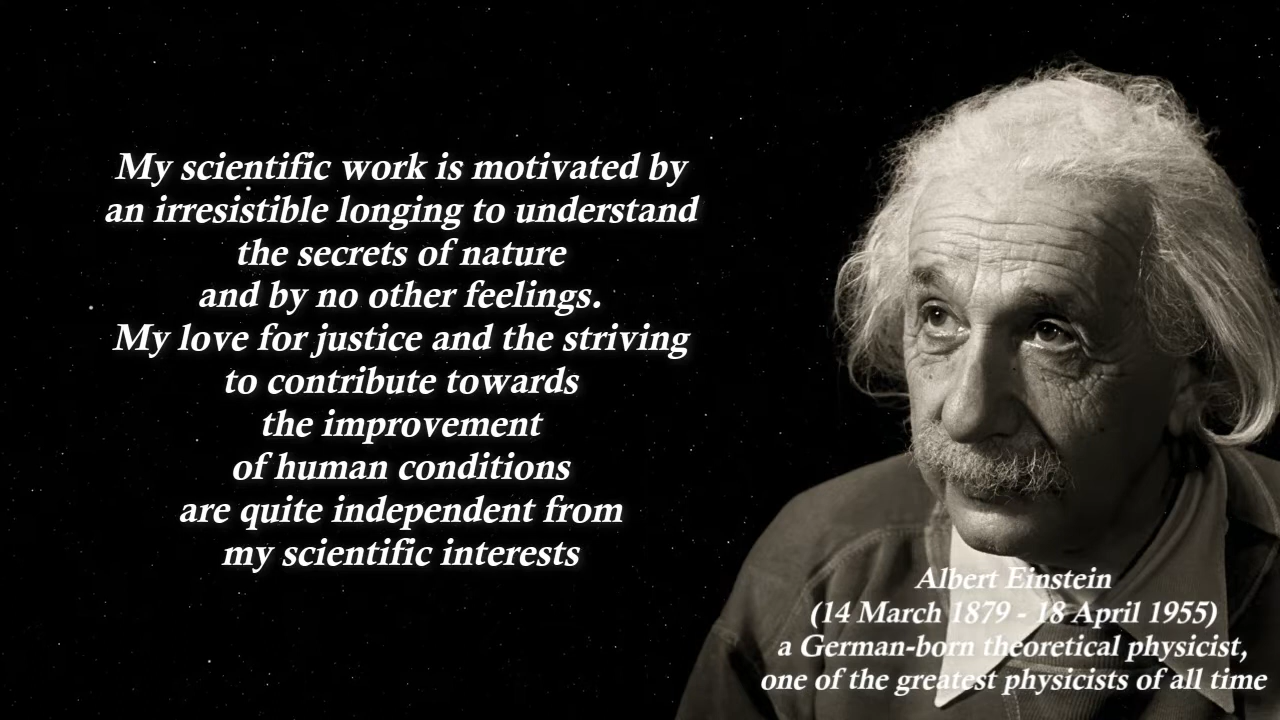 My scientific work is motivated by
an irresistible longing to understand
the secrets of nature
and by no other feelings.
My love for justice and the striving
to contribute towards
the improvement
of human conditions
are quite independent from
my scientific interests
Albert Einstein
(14 March 1879 - 18 April 1955)
a German-born theoretical physicist,
one of the greatest physicists of all time